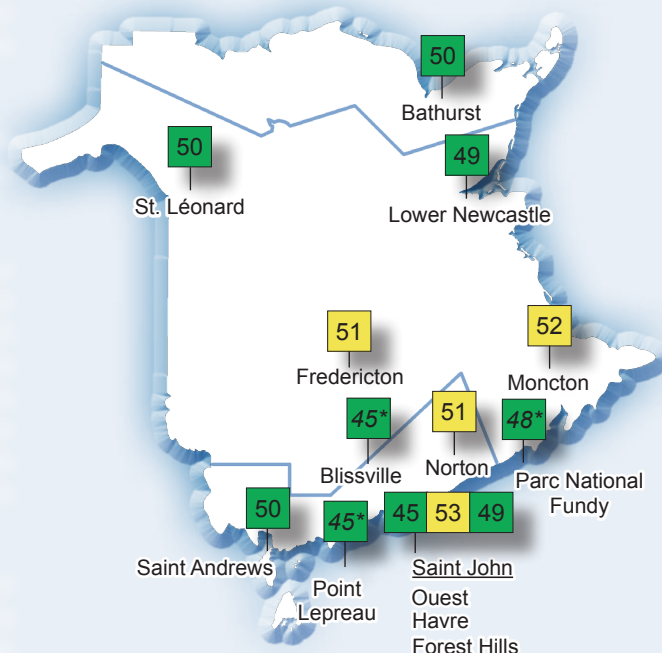 50
Bathurst
50
St. Léonard
49
Lower Newcastle
51
Fredericton
52
Moncton
45*
Blissville
51
Norton
48*
Parc National
Fundy
50
Saint Andrews
45*
Point
Lepreau
45 53 49
Saint John
Ouest
Havre
Forest Hills